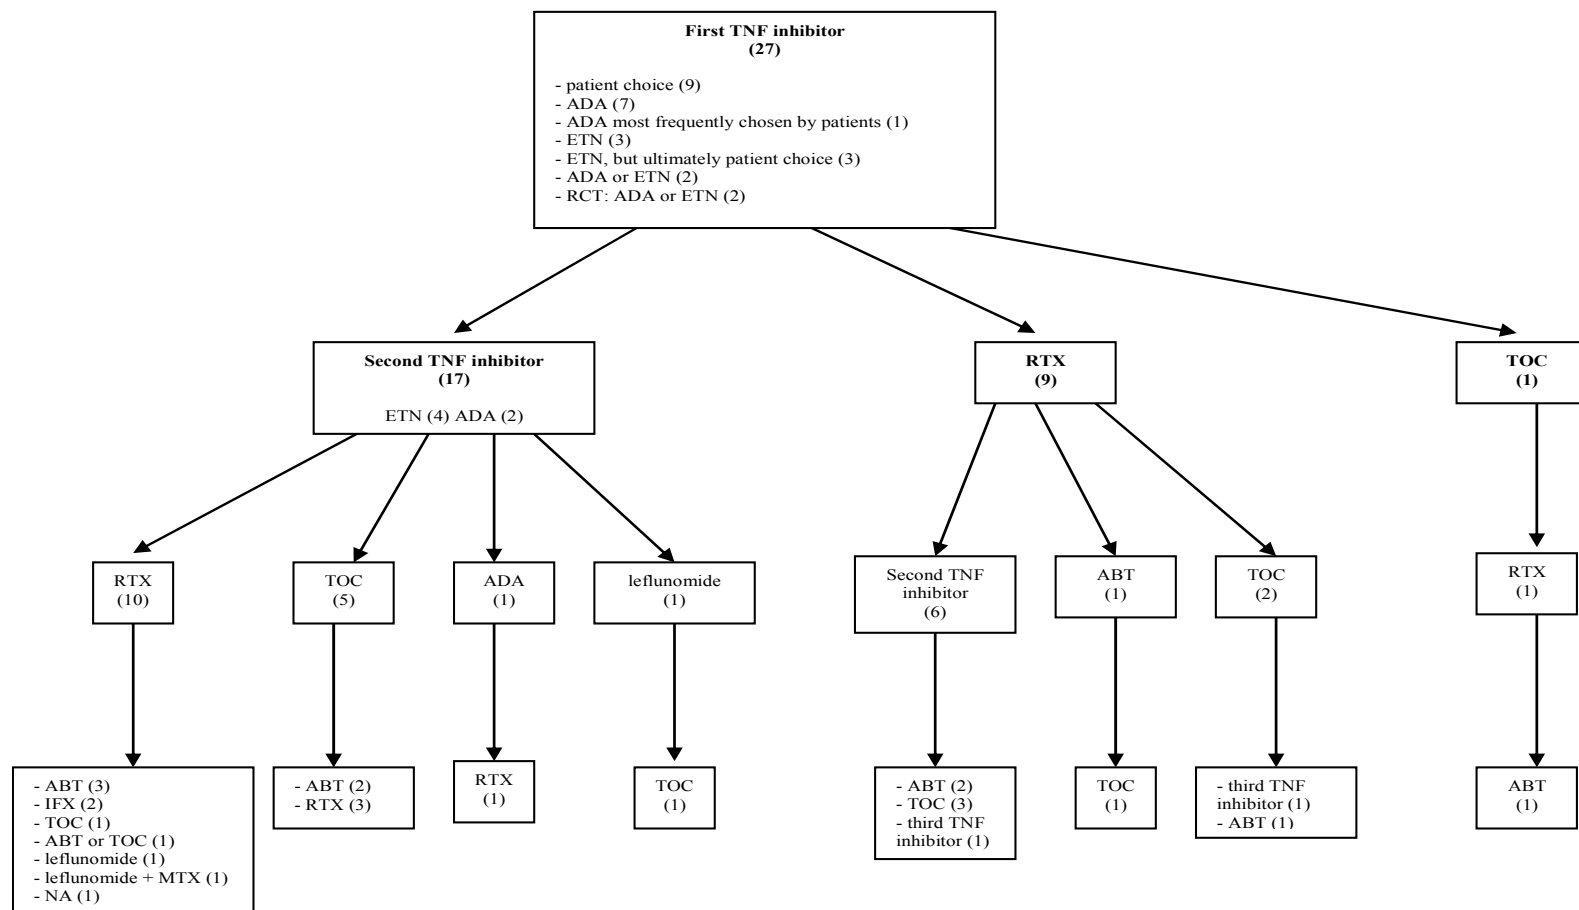 First TNF inhibitor
(27)
- patient choice (9)
- ADA (7)
- ADA most frequently chosen by patients (1)
- ETN (3)
- ETN, but ultimately patient choice (3)
- ADA or ETN (2)
- RCT: ADA or ETN (2)
Second TNF inhibitor
(17)
ETN (4) ADA (2)
RTX
(9)
TOC
(1)
RTX
(10)
TOC
(5)
ADA
(1)
leflunomide
(1)
Second TNF
inhibitor
(6)
ABT
(1)
TOC
(2)
RTX
(1)
- ABT (3)
- IFX (2)
- TOC (1)
- ABT or TOC (1)
- leflunomide (1)
- leflunomide + MTX (1)
- NA (1)
- ABT (2)
- RTX (3)
RTX
(1)
TOC
(1)
- ABT (2)
- TOC (3)
- third TNF
inhibitor (1)
TOC
(1)
- third TNF
inhibitor (1)
- ABT (1)
ABT
(1)